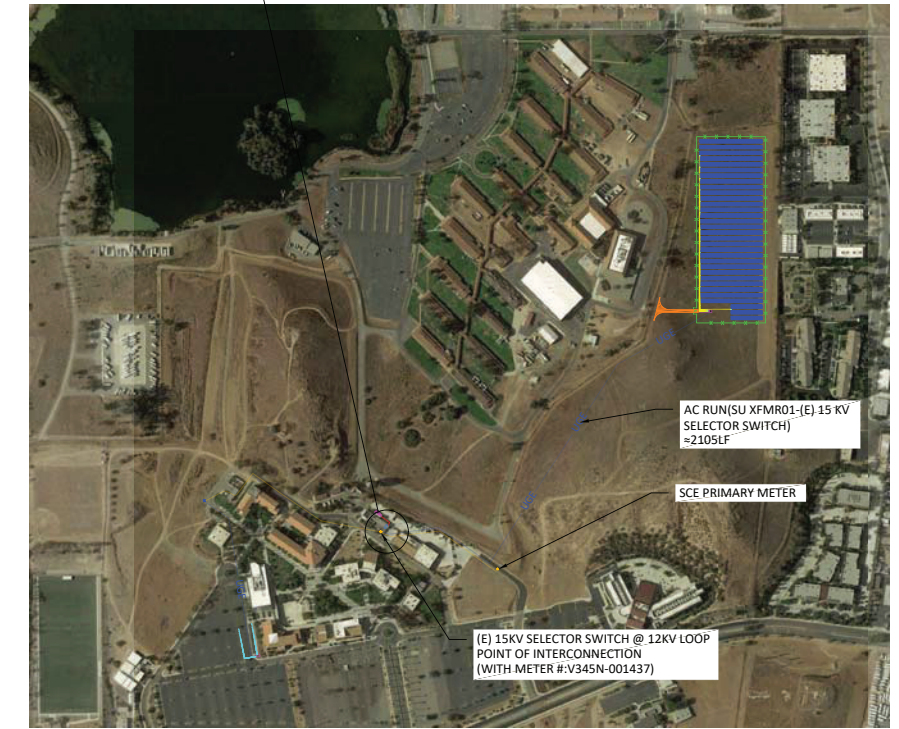 AC RUN(SU XFMR01-(E) 15 KV
SELECTOR SWITCH)
≈2105LF
SCE PRIMARY METER
(E) 15KV SELECTOR SWITCH @ 12KV LOOP
POINT OF INTERCONNECTION
(WITH METER #:V345N-001437)